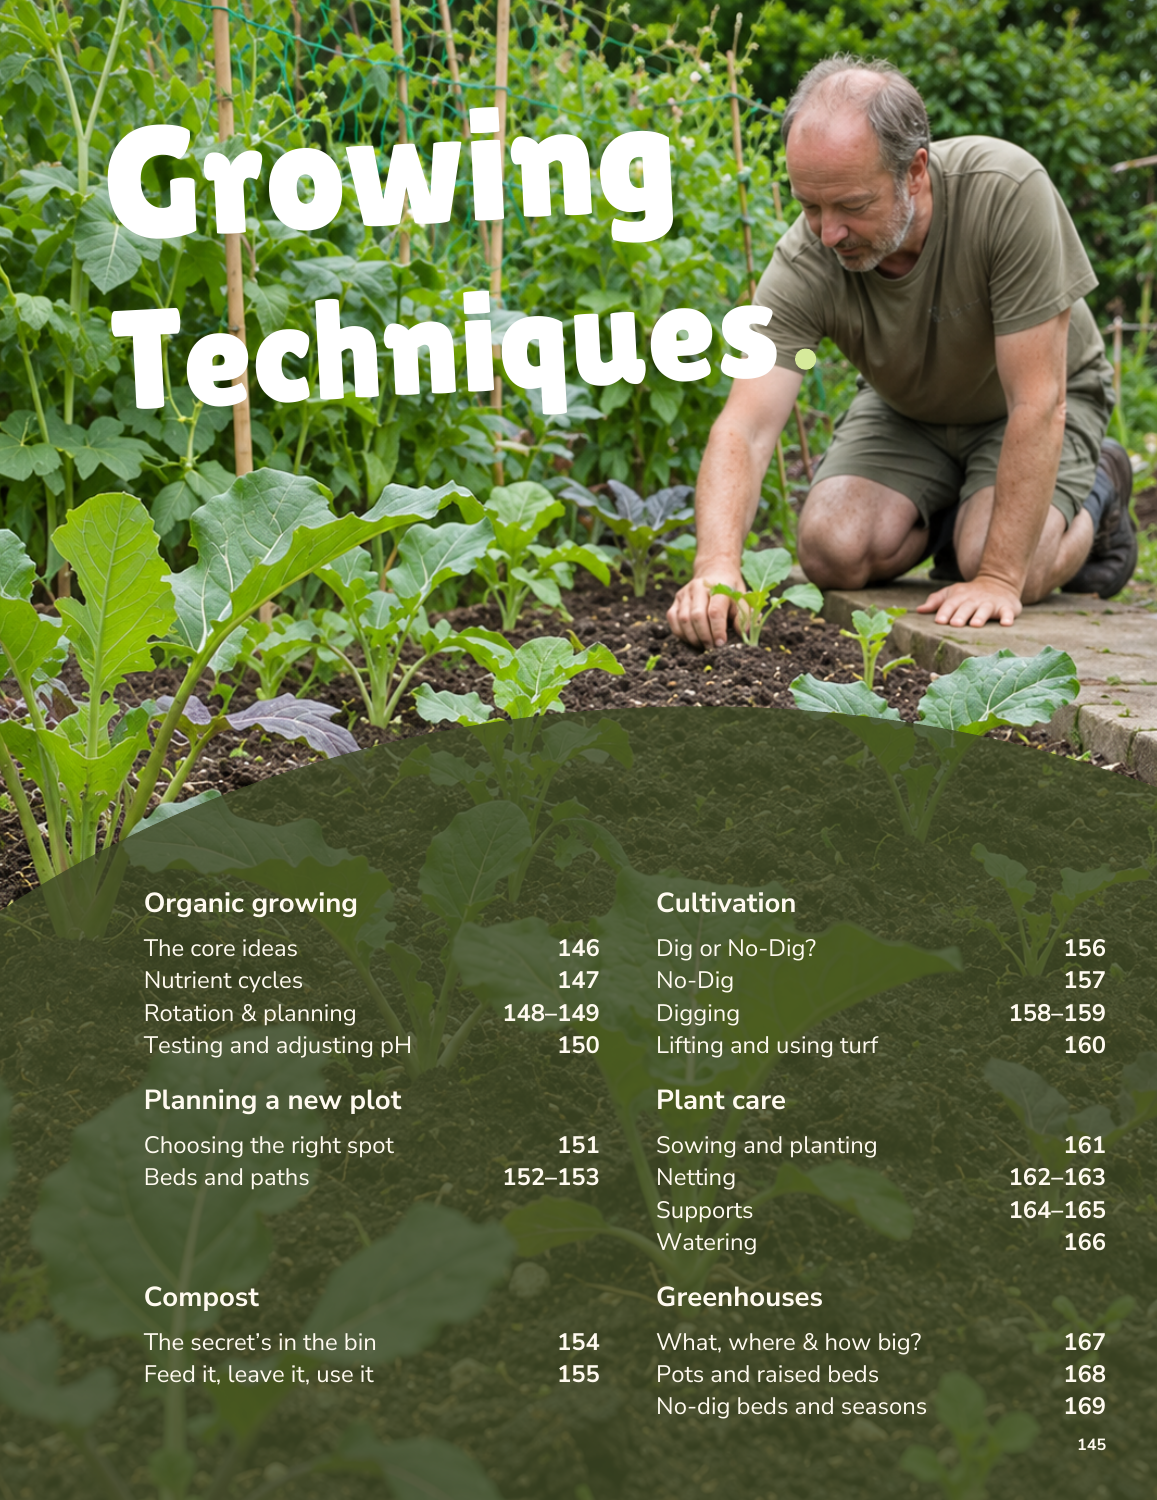 Growing
Techniques.
Organic growing
The core ideas 146
Nutrient cycles 147
Rotation & planning 148–149
Testing and adjusting pH 150
Planning a new plot
Choosing the right spot 151
Beds and paths 152–153
Compost
The secret’s in the bin 154
Feed it, leave it, use it 155
Cultivation
Dig or No-Dig? 156
No-Dig 157
Digging 158–159
Lifting and using turf 160
Plant care
Sowing and planting 161
Netting 162–163
Supports 164–165
Watering 166
Greenhouses
What, where & how big? 167
Pots and raised beds 168
No-dig beds and seasons 169
145